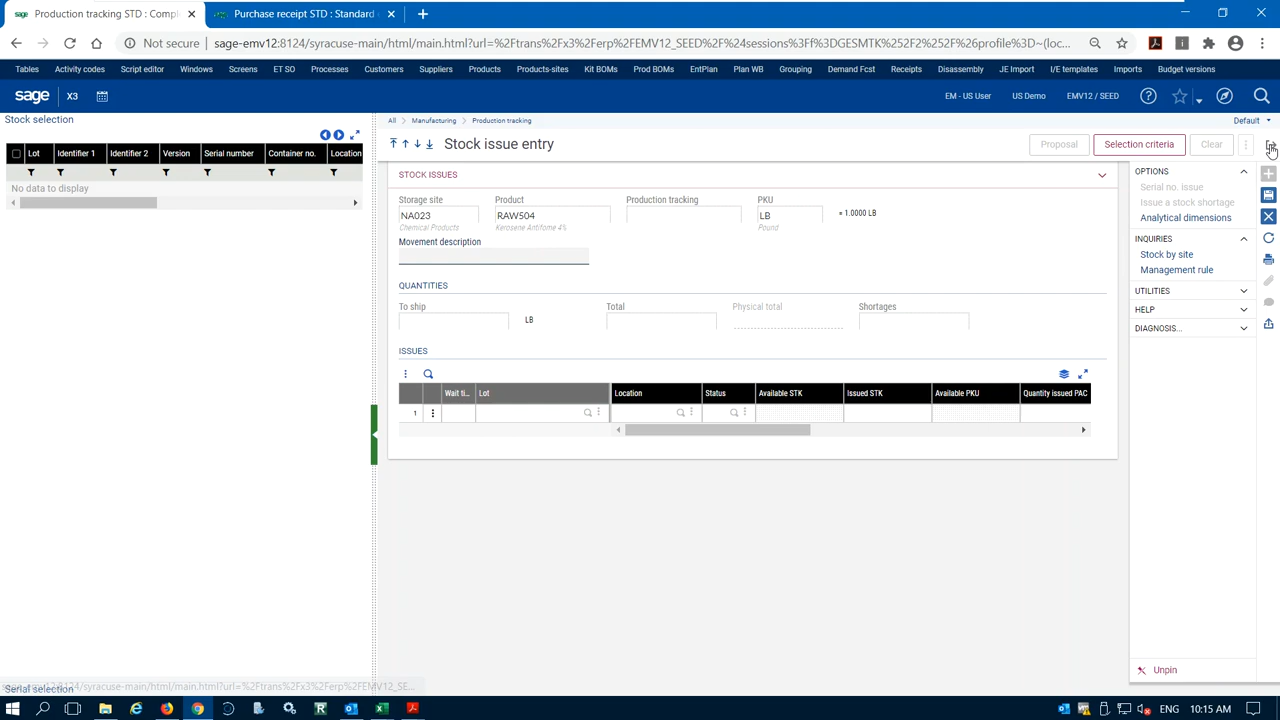 Production tracking STD : Compl
Purchase receipt STD : Standard
Not secure
sage-emv12:8124/syracuse-main/html/main.html?url=%2Ftrans%2Fx3%2Ferp%2FEMV12_SEED%2F%24sessions%3Ff%3DGESMTK%252F2%252F%26profile%3D~(loc...
Tables Activity codes Script editor Windows Screens ET SO Processes Customers Suppliers Products Products-sites Kit BOMs Prod BOMs EntPlan Plan WB Grouping Demand Fcst Receipts Disassembly JE Import I/E templates Imports Budget versions
sage X3 EM - US User US Demo EMV12 / SEED
Stock selection
All Manufacturing Production tracking Default
Stock issue entry Proposal Selection criteria Clear
Lot Identifier 1 Identifier 2 Version Serial number Container no. Location
No data to display
STOCK ISSUES
Storage site Product Production tracking PKU
NA023 RAW504 LB = 1.0000 LB
Chemical Products Kerosene Antifome 4% Pound
Movement description
QUANTITIES
To ship Total Physical total Shortages
LB
ISSUES
Wait ti... Lot Location Status Available STK Issued STK Available PKU Quantity issued PAC
1
OPTIONS
Serial no. issue
Issue a stock shortage
Analytical dimensions
INQUIRIES
Stock by site
Management rule
UTILITIES
HELP
DIAGNOSIS...
Unpin
Serial selection
ENG 10:15 AM